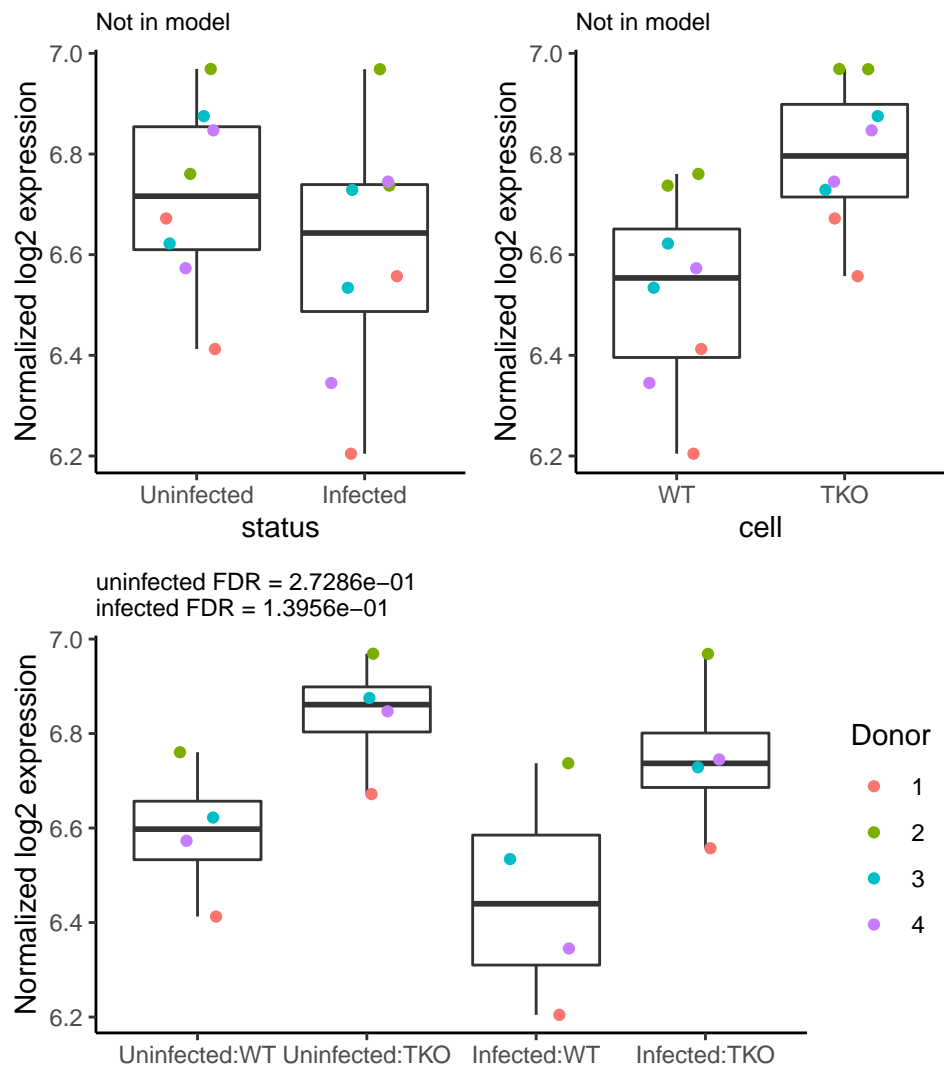 Not in model
Normalized log2 expression
7.0
6.8
6.6
6.4
6.2
Uninfected Infected
status
Not in model
Normalized log2 expression
7.0
6.8
6.6
6.4
6.2
WT TKO
cell
uninfected FDR = 2.7286e−01
infected FDR = 1.3956e−01
Normalized log2 expression
7.0
6.8
6.6
6.4
6.2
Uninfected:WT Uninfected:TKO Infected:WT Infected:TKO
Donor
1
2
3
4